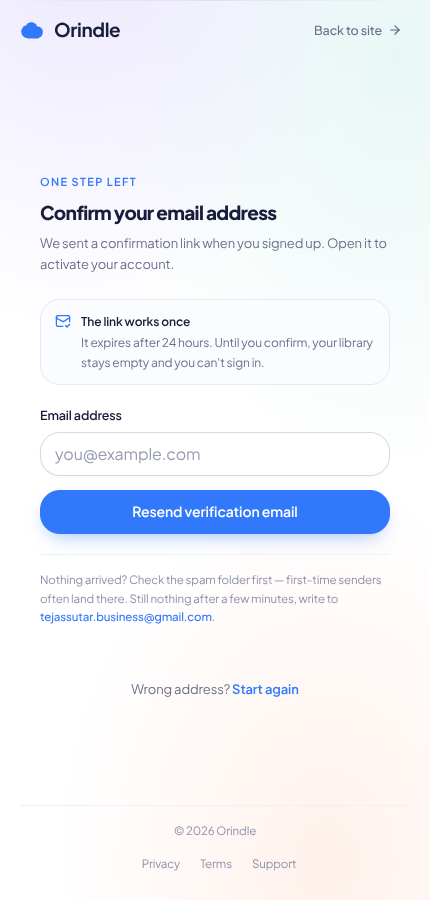 Orindle
Back to site
ONE STEP LEFT
Confirm your email address
We sent a confirmation link when you signed up. Open it to
activate your account.
The link works once
It expires after 24 hours. Until you confirm, your library
stays empty and you can't sign in.
Email address
you@example.com
Resend verification email
Nothing arrived? Check the spam folder first — first-time senders
often land there. Still nothing after a few minutes, write to
tejassutar.business@gmail.com.
Wrong address? Start again
© 2026 Orindle
Privacy Terms Support